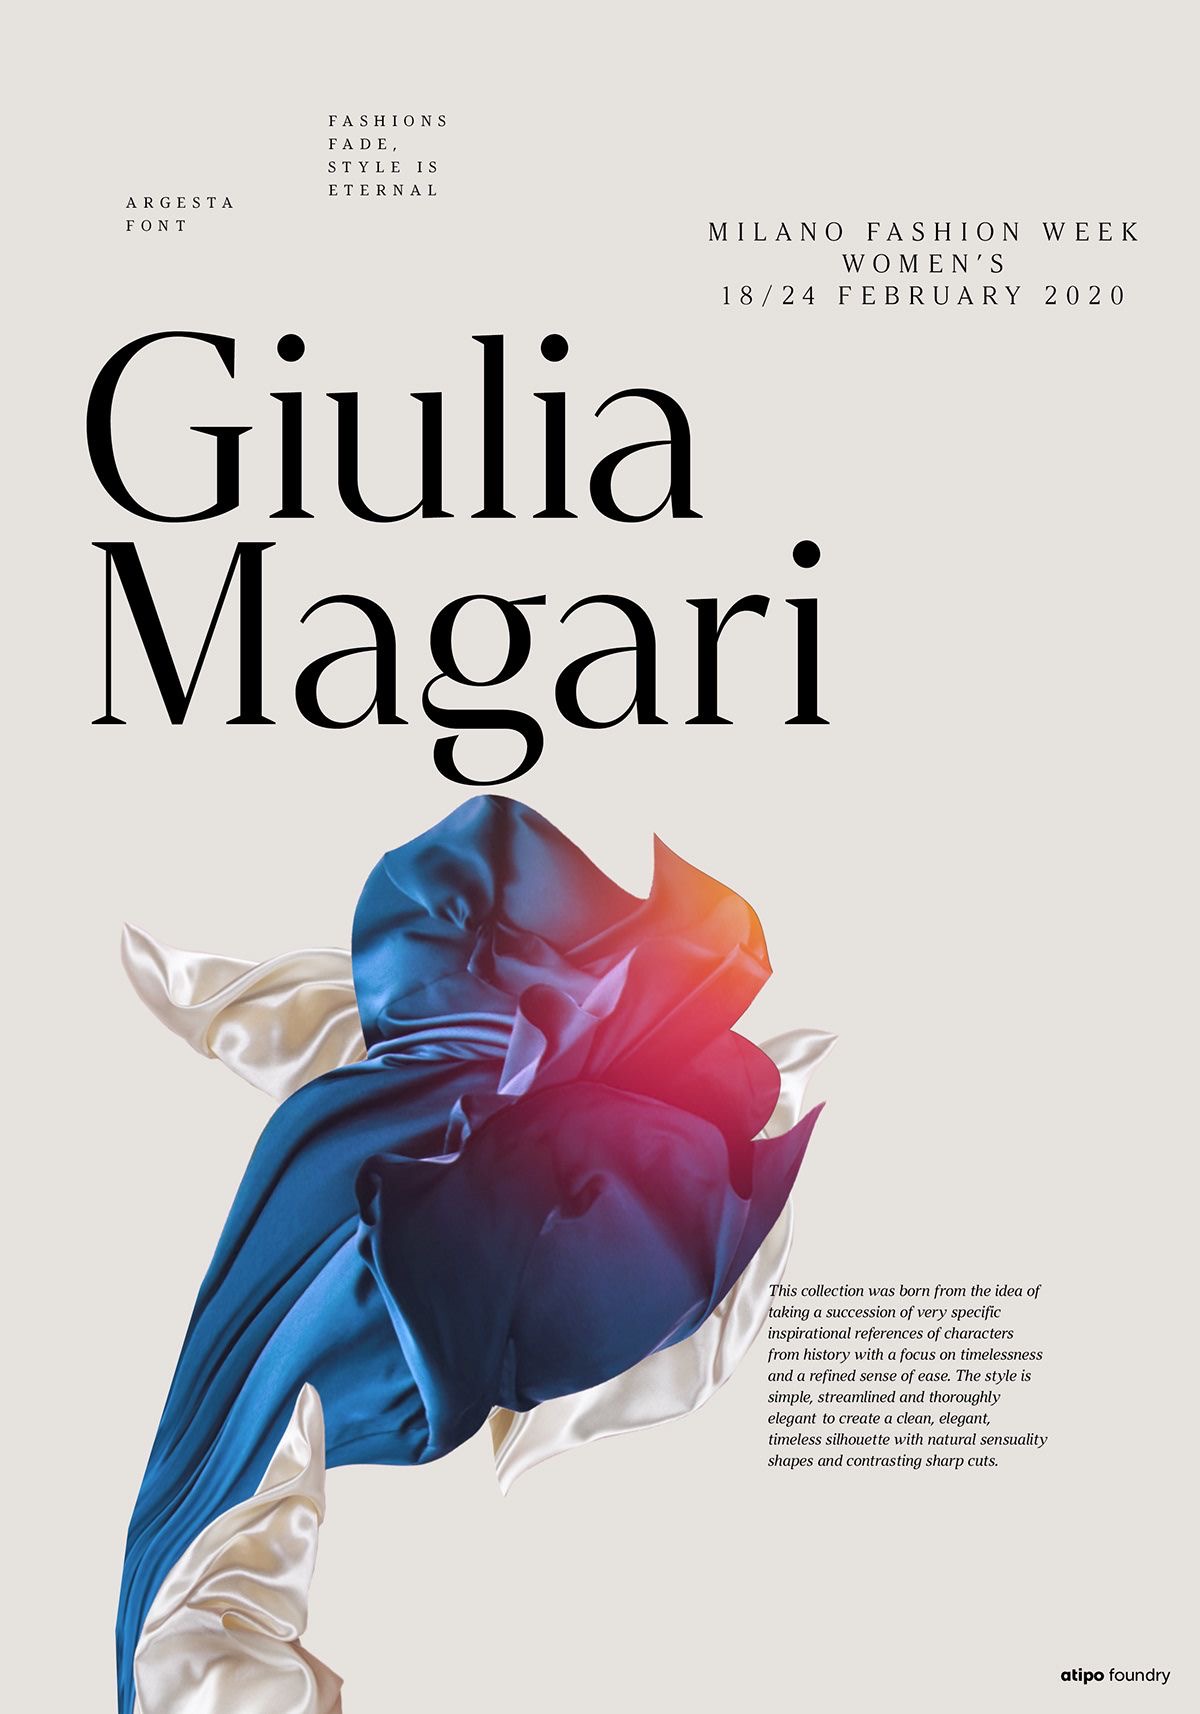 FASHIONS
FADE,
STYLE IS
ETERNAL
ARGESTA
FONT
MILANO FASHION WEEK
WOMEN’S
18/24 FEBRUARY 2020
Giulia
Magari
This collection was born from the idea of
taking a succession of very specific
inspirational references of characters
from history with a focus on timelessness
and a refined sense of ease. The style is
simple, streamlined and thoroughly
elegant to create a clean, elegant,
timeless silhouette with natural sensuality
shapes and contrasting sharp cuts.
atipo foundry